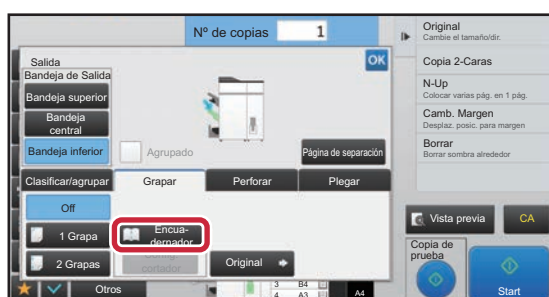 Nº de copias 1
Salida
OK
Bandeja de Salida
Bandeja superior
Bandeja
central
Bandeja inferior
Agrupado
Página de separación
Clasificar/agrupar
Grapar
Perforar
Plegar
Off
1 Grapa
2 Grapas
Encua-
dernador
cortador
Original
Otros
3 B4
4 A3
A4
Original
Cambie el tamaño/dir.
Copia 2-Caras
N-Up
Colocar varias pág. en 1 pág.
Camb. Margen
Desplaz. posic. para margen
Borrar
Borrar sombra alrededor
Vista previa
CA
Copia de
prueba
Start